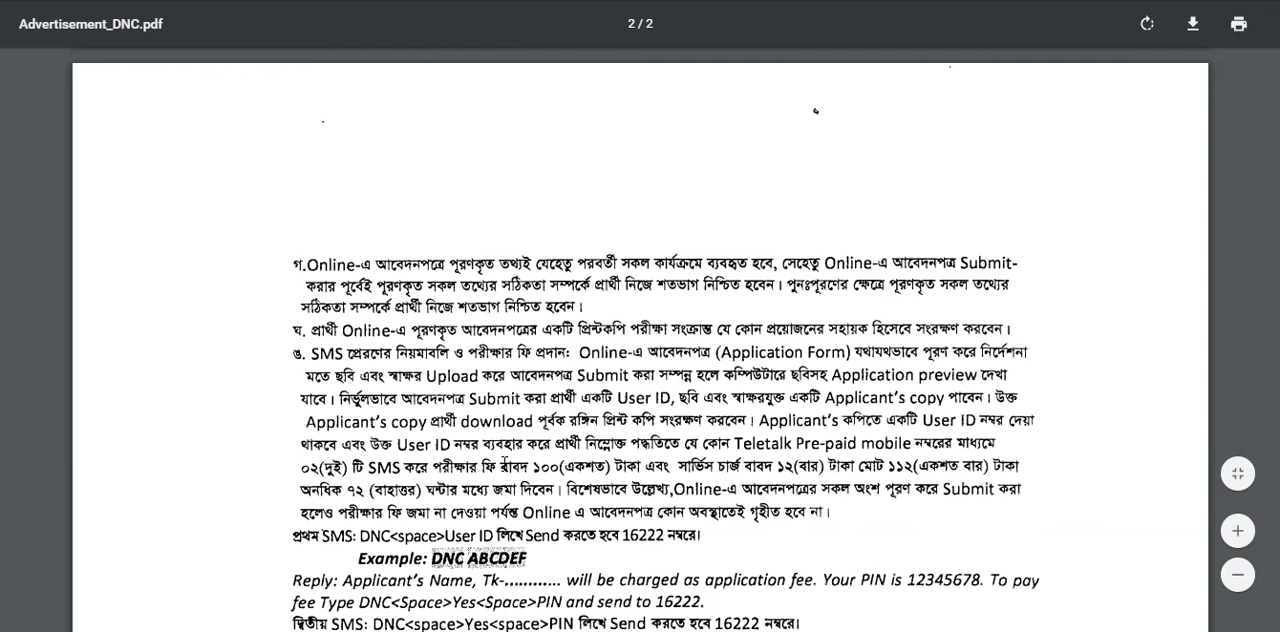 Advertisement_DNC.pdf
2 / 2
গ.Online-এ আবেদনপত্রে পূরণকৃত তথ্যই যেহেতু পরবর্তী সকল কার্যক্রমে ব্যবহৃত হবে, সেহেতু Online-এ আবেদনপত্র Submit-
করার পূর্বেই পূরণকৃত সকল তথ্যের সঠিকতা সম্পর্কে প্রার্থী নিজে শতভাগ নিশ্চিত হবেন। পুনঃপূরণের ক্ষেত্রে পূরণকৃত সকল তথ্যের
সঠিকতা সম্পর্কে প্রার্থী নিজে শতভাগ নিশ্চিত হবেন।
ঘ. প্রার্থী Online-এ পূরণকৃত আবেদনপত্রের একটি প্রিন্টকপি পরীক্ষা সংক্রান্ত যে কোন প্রয়োজনের সহায়ক হিসেবে সংরক্ষণ করবেন।
ঙ. SMS প্রেরণের নিয়মাবলি ও পরীক্ষার ফি প্রদান: Online-এ আবেদনপত্র (Application Form) যথাযথভাবে পূরণ করে নির্দেশনা
মতে ছবি এবং স্বাক্ষর Upload করে আবেদনপত্র Submit করা সম্পন্ন হলে কম্পিউটারে ছবিসহ Application preview দেখা
যাবে। নির্ভুলভাবে আবেদনপত্র Submit করা প্রার্থী একটি User ID, ছবি এবং স্বাক্ষরযুক্ত একটি Applicant's copy পাবেন। উক্ত
Applicant's copy প্রার্থী download পূর্বক রঙ্গিন প্রিন্ট কপি সংরক্ষণ করবেন। Applicant's কপিতে একটি User ID নম্বর দেয়া
থাকবে এবং উক্ত User ID নম্বর ব্যবহার করে প্রার্থী নিম্নোক্ত পদ্ধতিতে যে কোন Teletalk Pre-paid mobile নম্বরের মাধ্যমে
০২(দুই) টি SMS করে পরীক্ষার ফি বাবদ ১০০(একশত) টাকা এবং সার্ভিস চার্জ বাবদ ১২(বার) টাকা মোট ১১২(একশত বার) টাকা
অনধিক ৭২ (বাহাত্তর) ঘন্টার মধ্যে জমা দিবেন। বিশেষভাবে উল্লেখ্য,Online-এ আবেদনপত্রের সকল অংশ পূরণ করে Submit করা
হলেও পরীক্ষার ফি জমা না দেওয়া পর্যন্ত Online এ আবেদনপত্র কোন অবস্থাতেই গৃহীত হবে না।
প্রথম SMS: DNC<space>User ID লিখে Send করতে হবে 16222 নম্বরে।
Example: DNC ABCDEF
Reply: Applicant's Name, Tk-............ will be charged as application fee. Your PIN is 12345678. To pay
fee Type DNC<Space>Yes<Space>PIN and send to 16222.
দ্বিতীয় SMS: DNC<space>Yes<space>PIN লিখে Send করতে হবে 16222 নম্বরে।